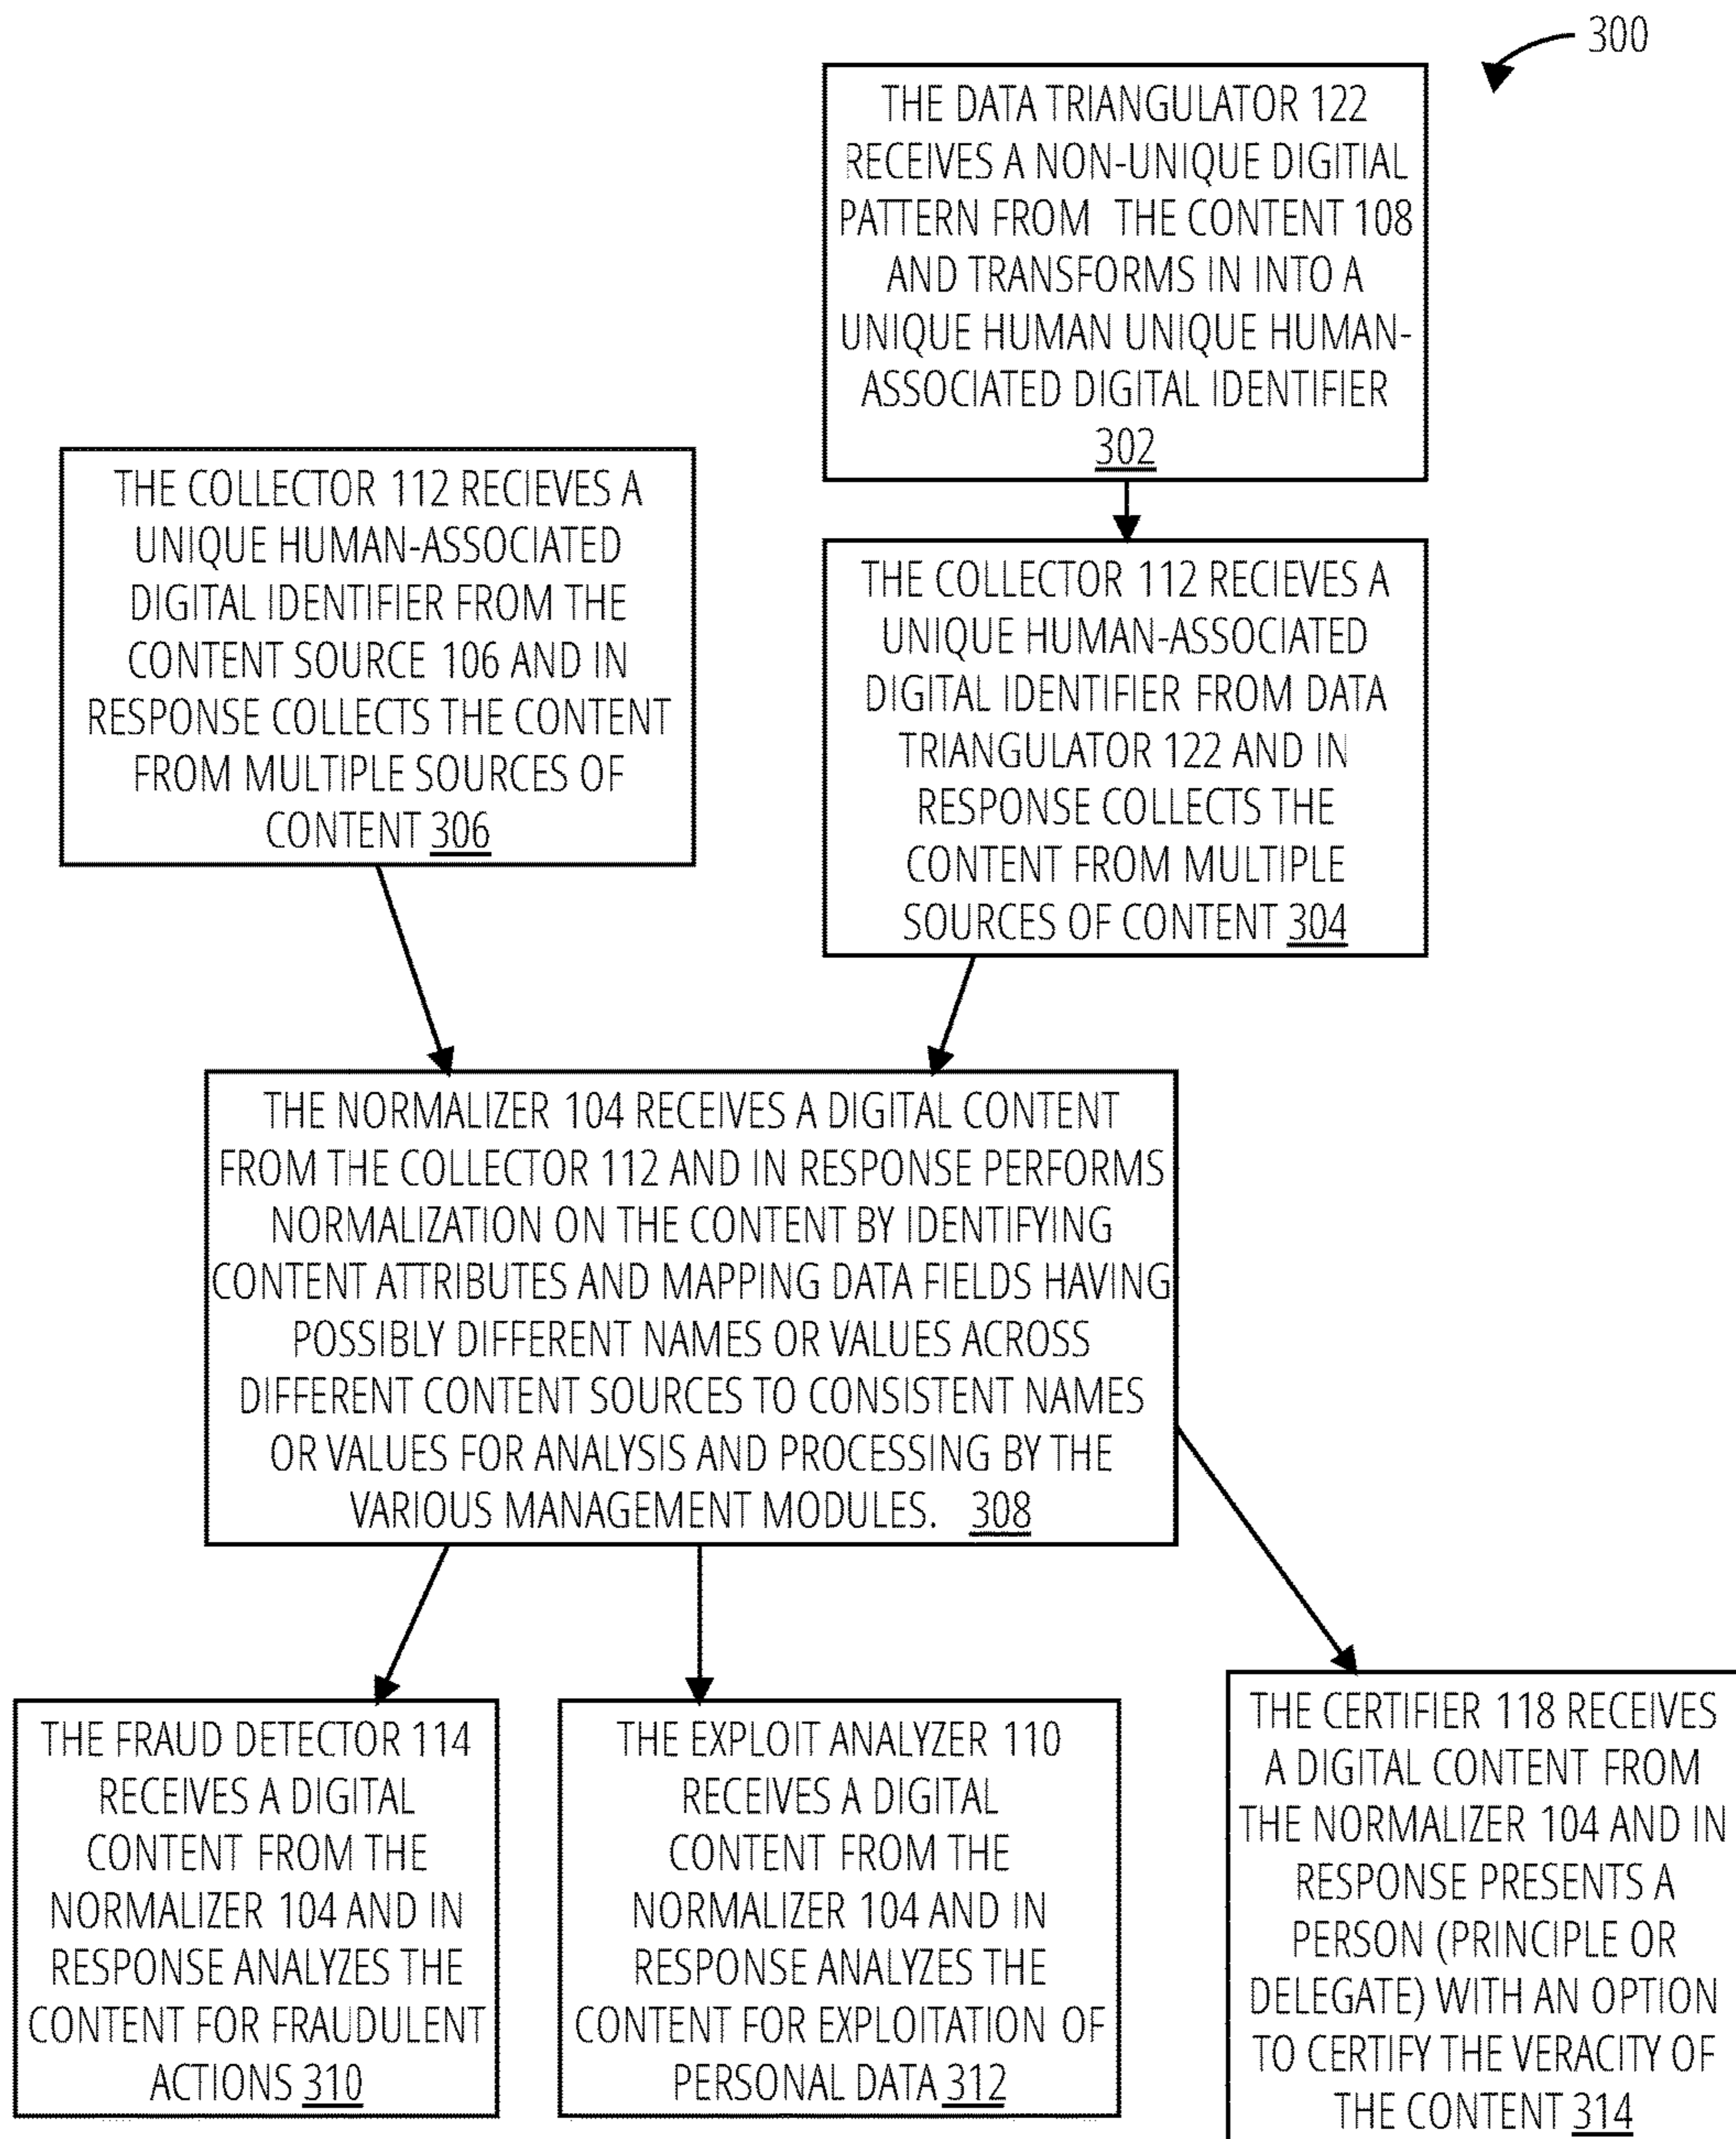 300
THE DATA TRIANGULATOR 122
RECEIVES A NON-UNIQUE DIGITIAL
PATTERN FROM THE CONTENT 108
AND TRANSFORMS IN INTO A
UNIQUE HUMAN UNIQUE HUMAN-
ASSOCIATED DIGITAL IDENTIFIER
302
THE COLLECTOR 112 RECIEVES A
UNIQUE HUMAN-ASSOCIATED
DIGITAL IDENTIFIER FROM THE
CONTENT SOURCE 106 AND IN
RESPONSE COLLECTS THE CONTENT
FROM MULTIPLE SOURCES OF
CONTENT 306
THE COLLECTOR 112 RECIEVES A
UNIQUE HUMAN-ASSOCIATED
DIGITAL IDENTIFIER FROM DATA
TRIANGULATOR 122 AND IN
RESPONSE COLLECTS THE
CONTENT FROM MULTIPLE
SOURCES OF CONTENT 304
THE NORMALIZER 104 RECEIVES A DIGITAL CONTENT
FROM THE COLLECTOR 112 AND IN RESPONSE PERFORMS
NORMALIZATION ON THE CONTENT BY IDENTIFYING
CONTENT ATTRIBUTES AND MAPPING DATA FIELDS HAVING
POSSIBLY DIFFERENT NAMES OR VALUES ACROSS
DIFFERENT CONTENT SOURCES TO CONSISTENT NAMES
OR VALUES FOR ANALYSIS AND PROCESSING BY THE
VARIOUS MANAGEMENT MODULES. 308
THE FRAUD DETECTOR 114
RECEIVES A DIGITAL
CONTENT FROM THE
NORMALIZER 104 AND IN
RESPONSE ANALYZES THE
CONTENT FOR FRAUDULENT
ACTIONS 310
THE EXPLOIT ANALYZER 110
RECEIVES A DIGITAL
CONTENT FROM THE
NORMALIZER 104 AND IN
RESPONSE ANALYZES THE
CONTENT FOR EXPLOITATION OF
PERSONAL DATA 312
THE CERTIFIER 118 RECEIVES
A DIGITAL CONTENT FROM
THE NORMALIZER 104 AND IN
RESPONSE PRESENTS A
PERSON (PRINCIPLE OR
DELEGATE) WITH AN OPTION
TO CERTIFY THE VERACITY OF
THE CONTENT 314